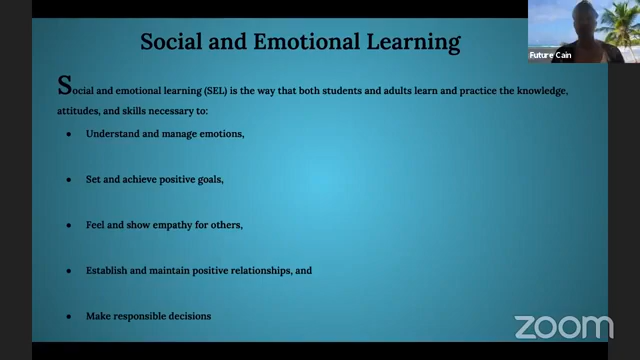 Social and Emotional Learning
Future Cain
Social and emotional learning (SEL) is the way that both students and adults learn and practice the knowledge,
attitudes, and skills necessary to:
● Understand and manage emotions,
● Set and achieve positive goals,
● Feel and show empathy for others,
● Establish and maintain positive relationships, and
● Make responsible decisions
zoom